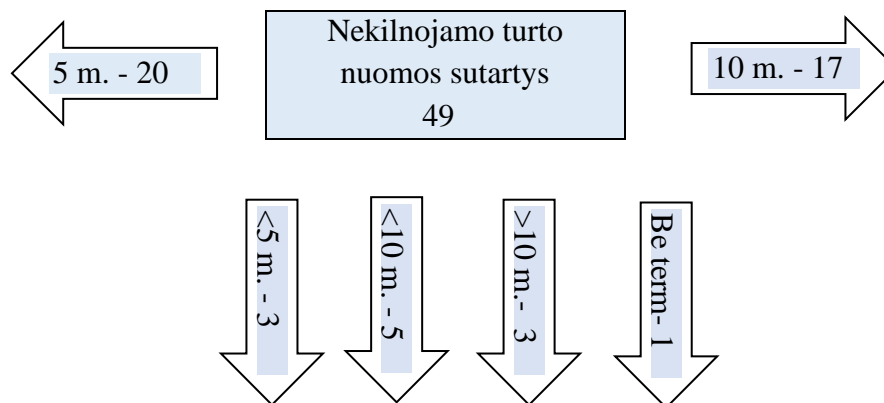 Nekilnojamo turto
nuomos sutartys
49
5 m. - 20
10 m. - 17
<5 m. - 3
<10 m. - 5
>10 m.- 3
Be term- 1